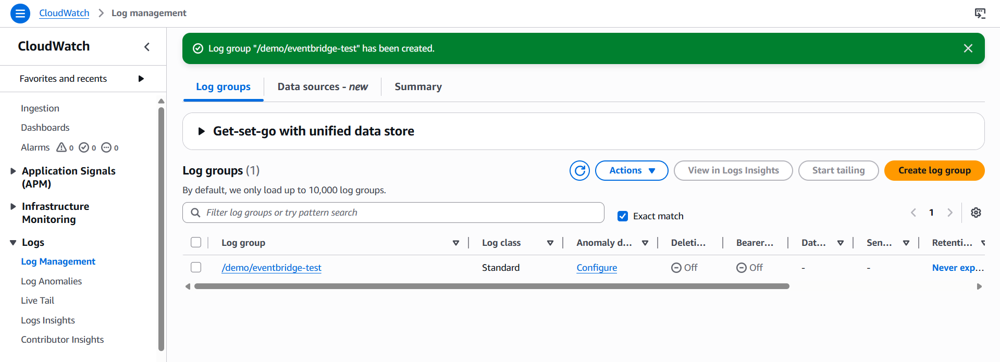 CloudWatch > Log management
CloudWatch
Favorites and recents
Ingestion
Dashboards
Alarms 0 0 0
Application Signals
(APM)
Infrastructure
Monitoring
Logs
Log Management
Log Anomalies
Live Tail
Logs Insights
Contributor Insights
Log group "/demo/eventbridge-test" has been created.
Log groups Data sources - new Summary
Get-set-go with unified data store
Log groups (1)
Actions View in Logs Insights Start tailing Create log group
By default, we only load up to 10,000 log groups.
Filter log groups or try pattern search Exact match 1
Log group Log class Anomaly d... Deleti... Bearer... Dat... Sen... Retenti...
/demo/eventbridge-test Standard Configure Off Off - - Never exp...